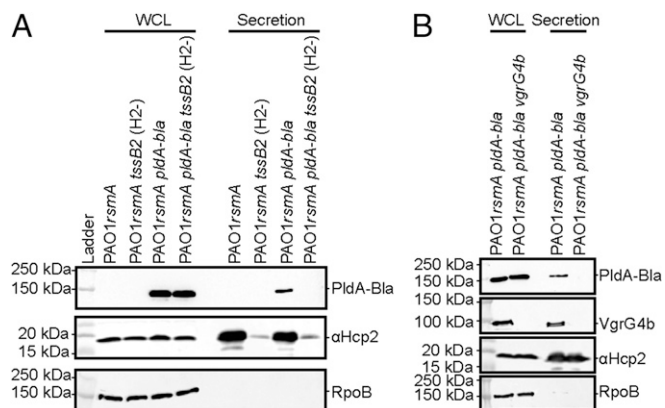 A
WCL
Secretion
Ladder
PAO1rsmA
PAO1rsmA tssB2 (H2-)
PAO1rsmA pldA-bla
PAO1rsmA pldA-bla tssB2 (H2-)
PAO1rsmA
PAO1rsmA tssB2 (H2-)
PAO1rsmA pldA-bla
PAO1rsmA pldA-bla tssB2 (H2-)
250 kDa
150 kDa
PldA-Bla
20 kDa
15 kDa
αHcp2
250 kDa
150 kDa
RpoB
B
WCL
Secretion
PAO1rsmA pldA-bla
PAO1rsmA pldA-bla vgrG4b
PAO1rsmA pldA-bla
PAO1rsmA pldA-bla vgrG4b
250 kDa
150 kDa
PldA-Bla
150 kDa
100 kDa
VgrG4b
20 kDa
15 kDa
αHcp2
250 kDa
150 kDa
RpoB